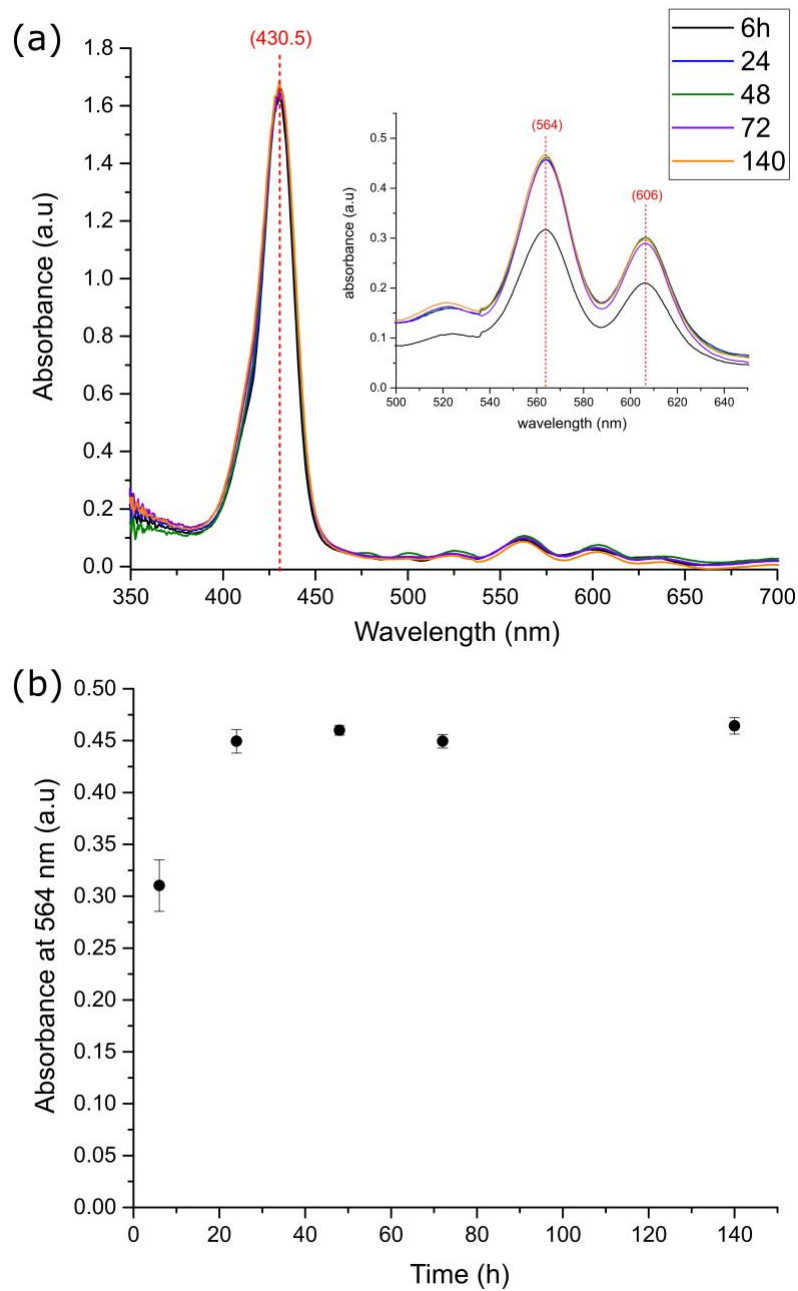 (a)
(430.5)
6h
24
48
72
140
1.8
1.6
1.4
1.2
1.0
0.8
0.6
0.4
0.2
0.0
Absorbance (a.u)
350 400 450 500 550 600 650 700
Wavelength (nm)
(564)
(606)
0.5
0.4
0.3
0.2
0.1
0.0
absorbance (a.u)
500 520 540 560 580 600 620 640
wavelength (nm)
(b)
0.50
0.45
0.40
0.35
0.30
0.25
0.20
0.15
0.10
0.05
0.00
Absorbance at 564 nm (a.u)
0 20 40 60 80 100 120 140
Time (h)